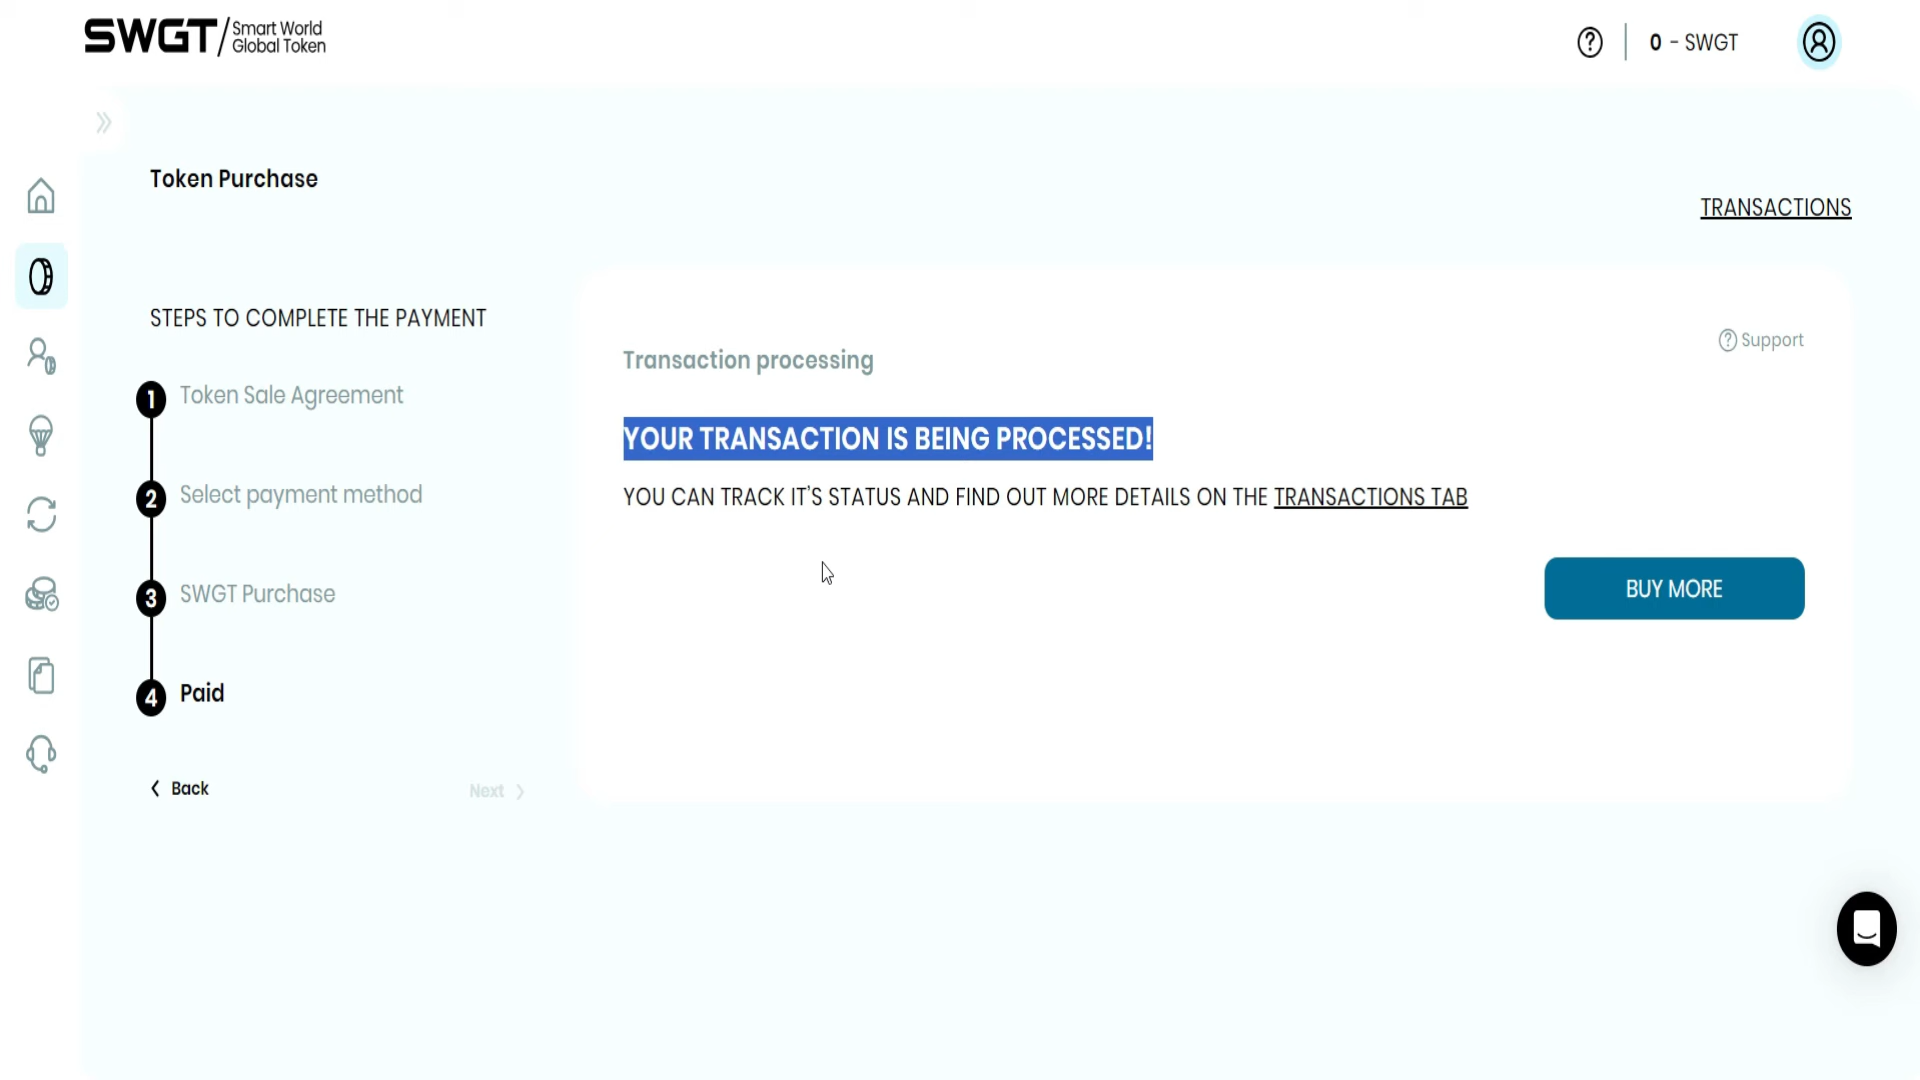 SWGT/Smart World
Global Token
0 - SWGT
Token Purchase
TRANSACTIONS
STEPS TO COMPLETE THE PAYMENT
1 Token Sale Agreement
2 Select payment method
3 SWGT Purchase
4 Paid
Back
Next
Support
Transaction processing
YOUR TRANSACTION IS BEING PROCESSED!
YOU CAN TRACK IT’S STATUS AND FIND OUT MORE DETAILS ON THE TRANSACTIONS TAB
BUY MORE